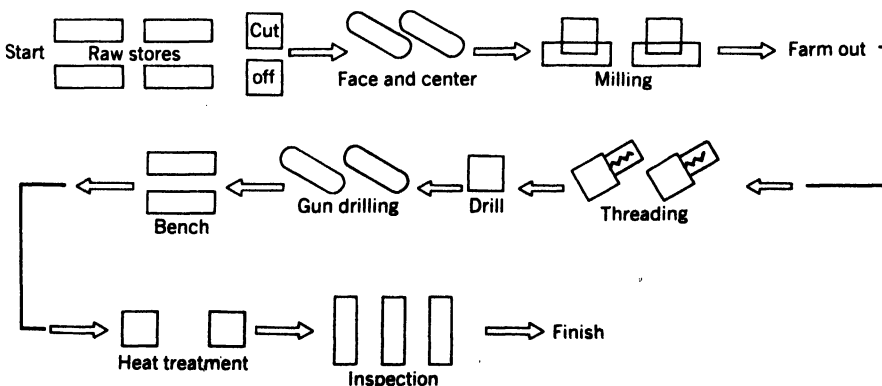 Start
Raw stores
Cut
off
Face and center
Milling
Farm out
Threading
Drill
Gun drilling
Bench
Heat treatment
Inspection
Finish